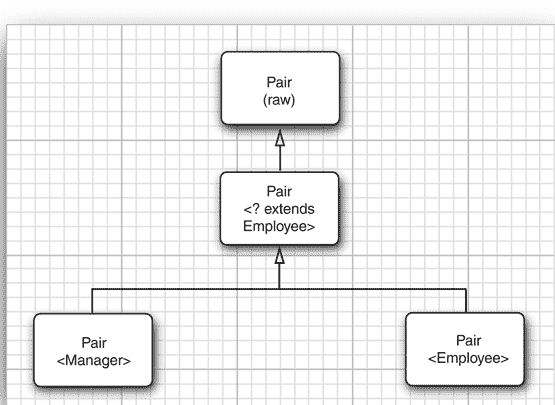 Pair
(raw)
Pair
<? extends
Employee>
Pair
<Manager>
Pair
<Employee>